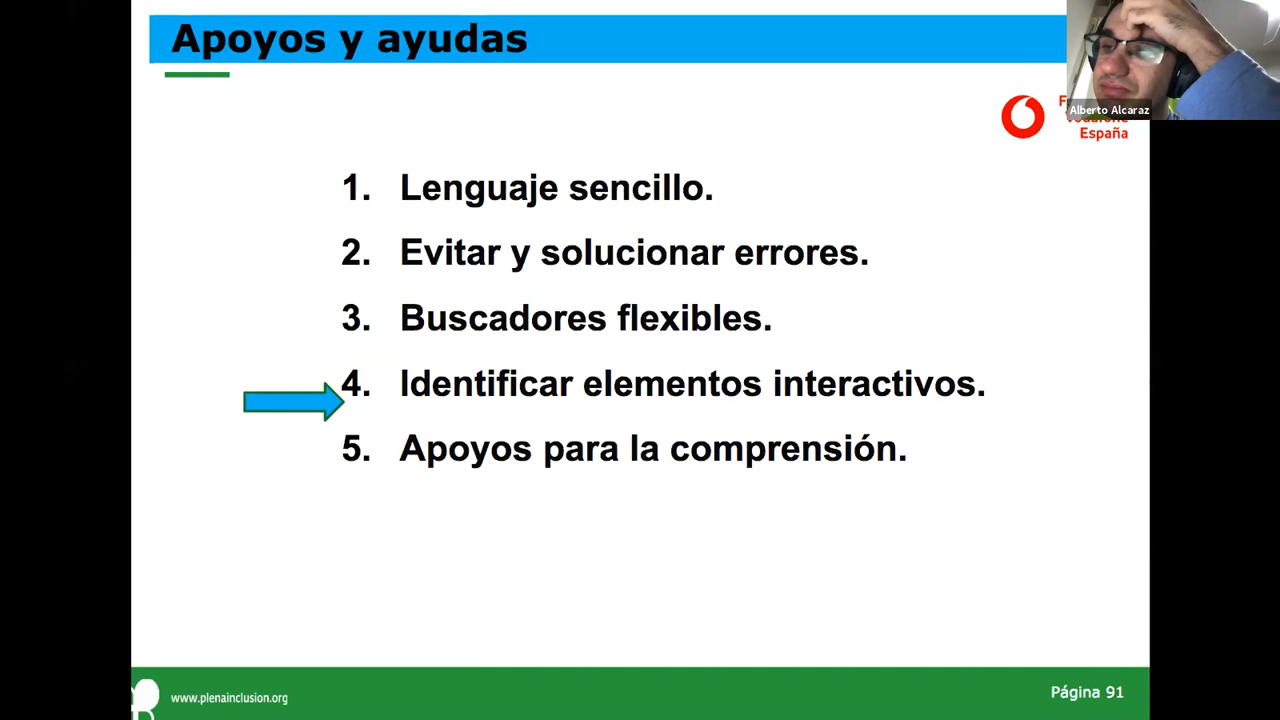 Apoyos y ayudas
Alberto Alcaraz
España
1. Lenguaje sencillo.
2. Evitar y solucionar errores.
3. Buscadores flexibles.
4. Identificar elementos interactivos.
5. Apoyos para la comprensión.
www.plenainclusion.org
Página 91